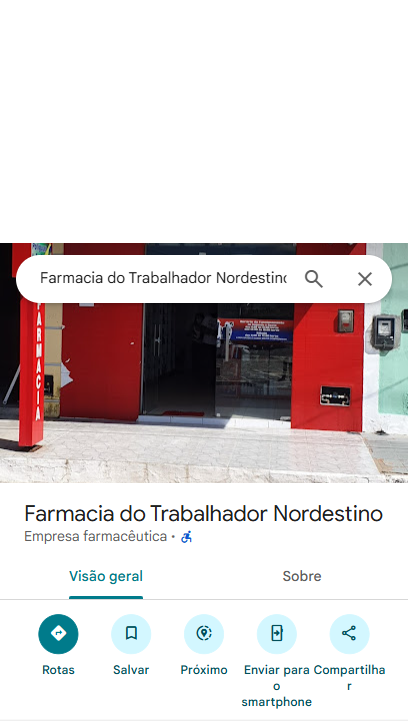 Farmacia do Trabalhador Nordestino
FARMACIA
Farmacia do Trabalhador Nordestino
Empresa farmacêutica •
Visão geral
Sobre
Rotas
Salvar
Próximo
Enviar para
o
smartphone
Compartilha
r